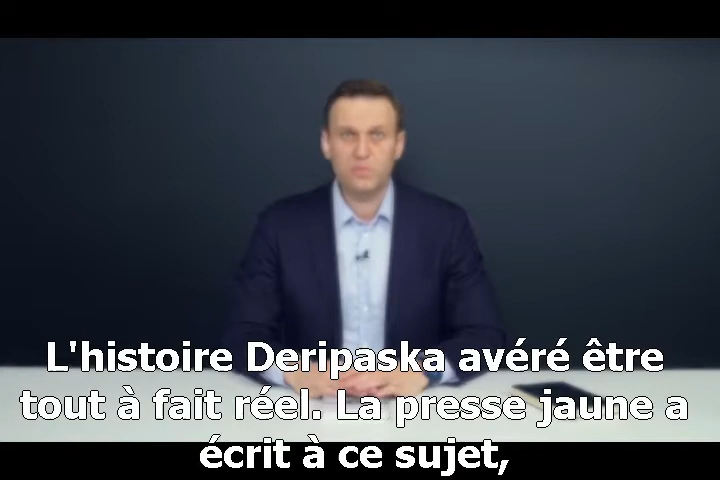 L'histoire Deripaska avéré être
tout à fait réel. La presse jaune a
écrit à ce sujet,